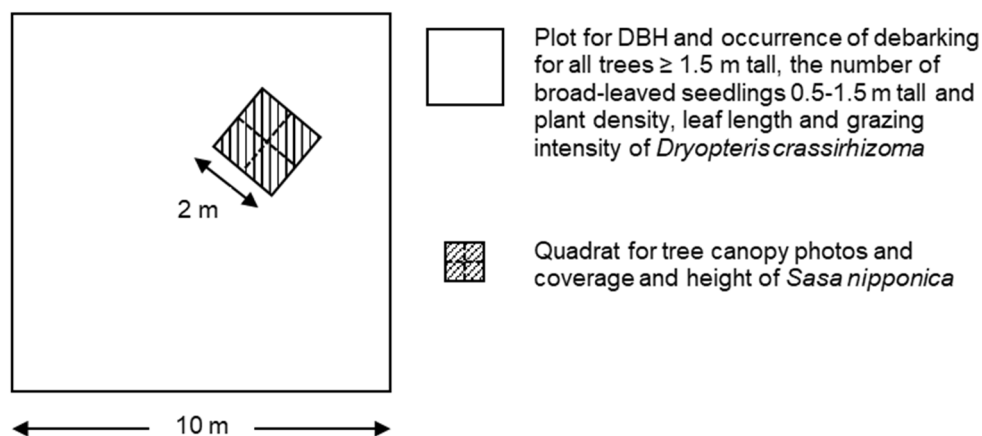 2 m
10 m
Plot for DBH and occurrence of debarking
for all trees ≥ 1.5 m tall, the number of
broad-leaved seedlings 0.5-1.5 m tall and
plant density, leaf length and grazing
intensity of Dryopteris crassirhizoma
Quadrat for tree canopy photos and
coverage and height of Sasa nipponica